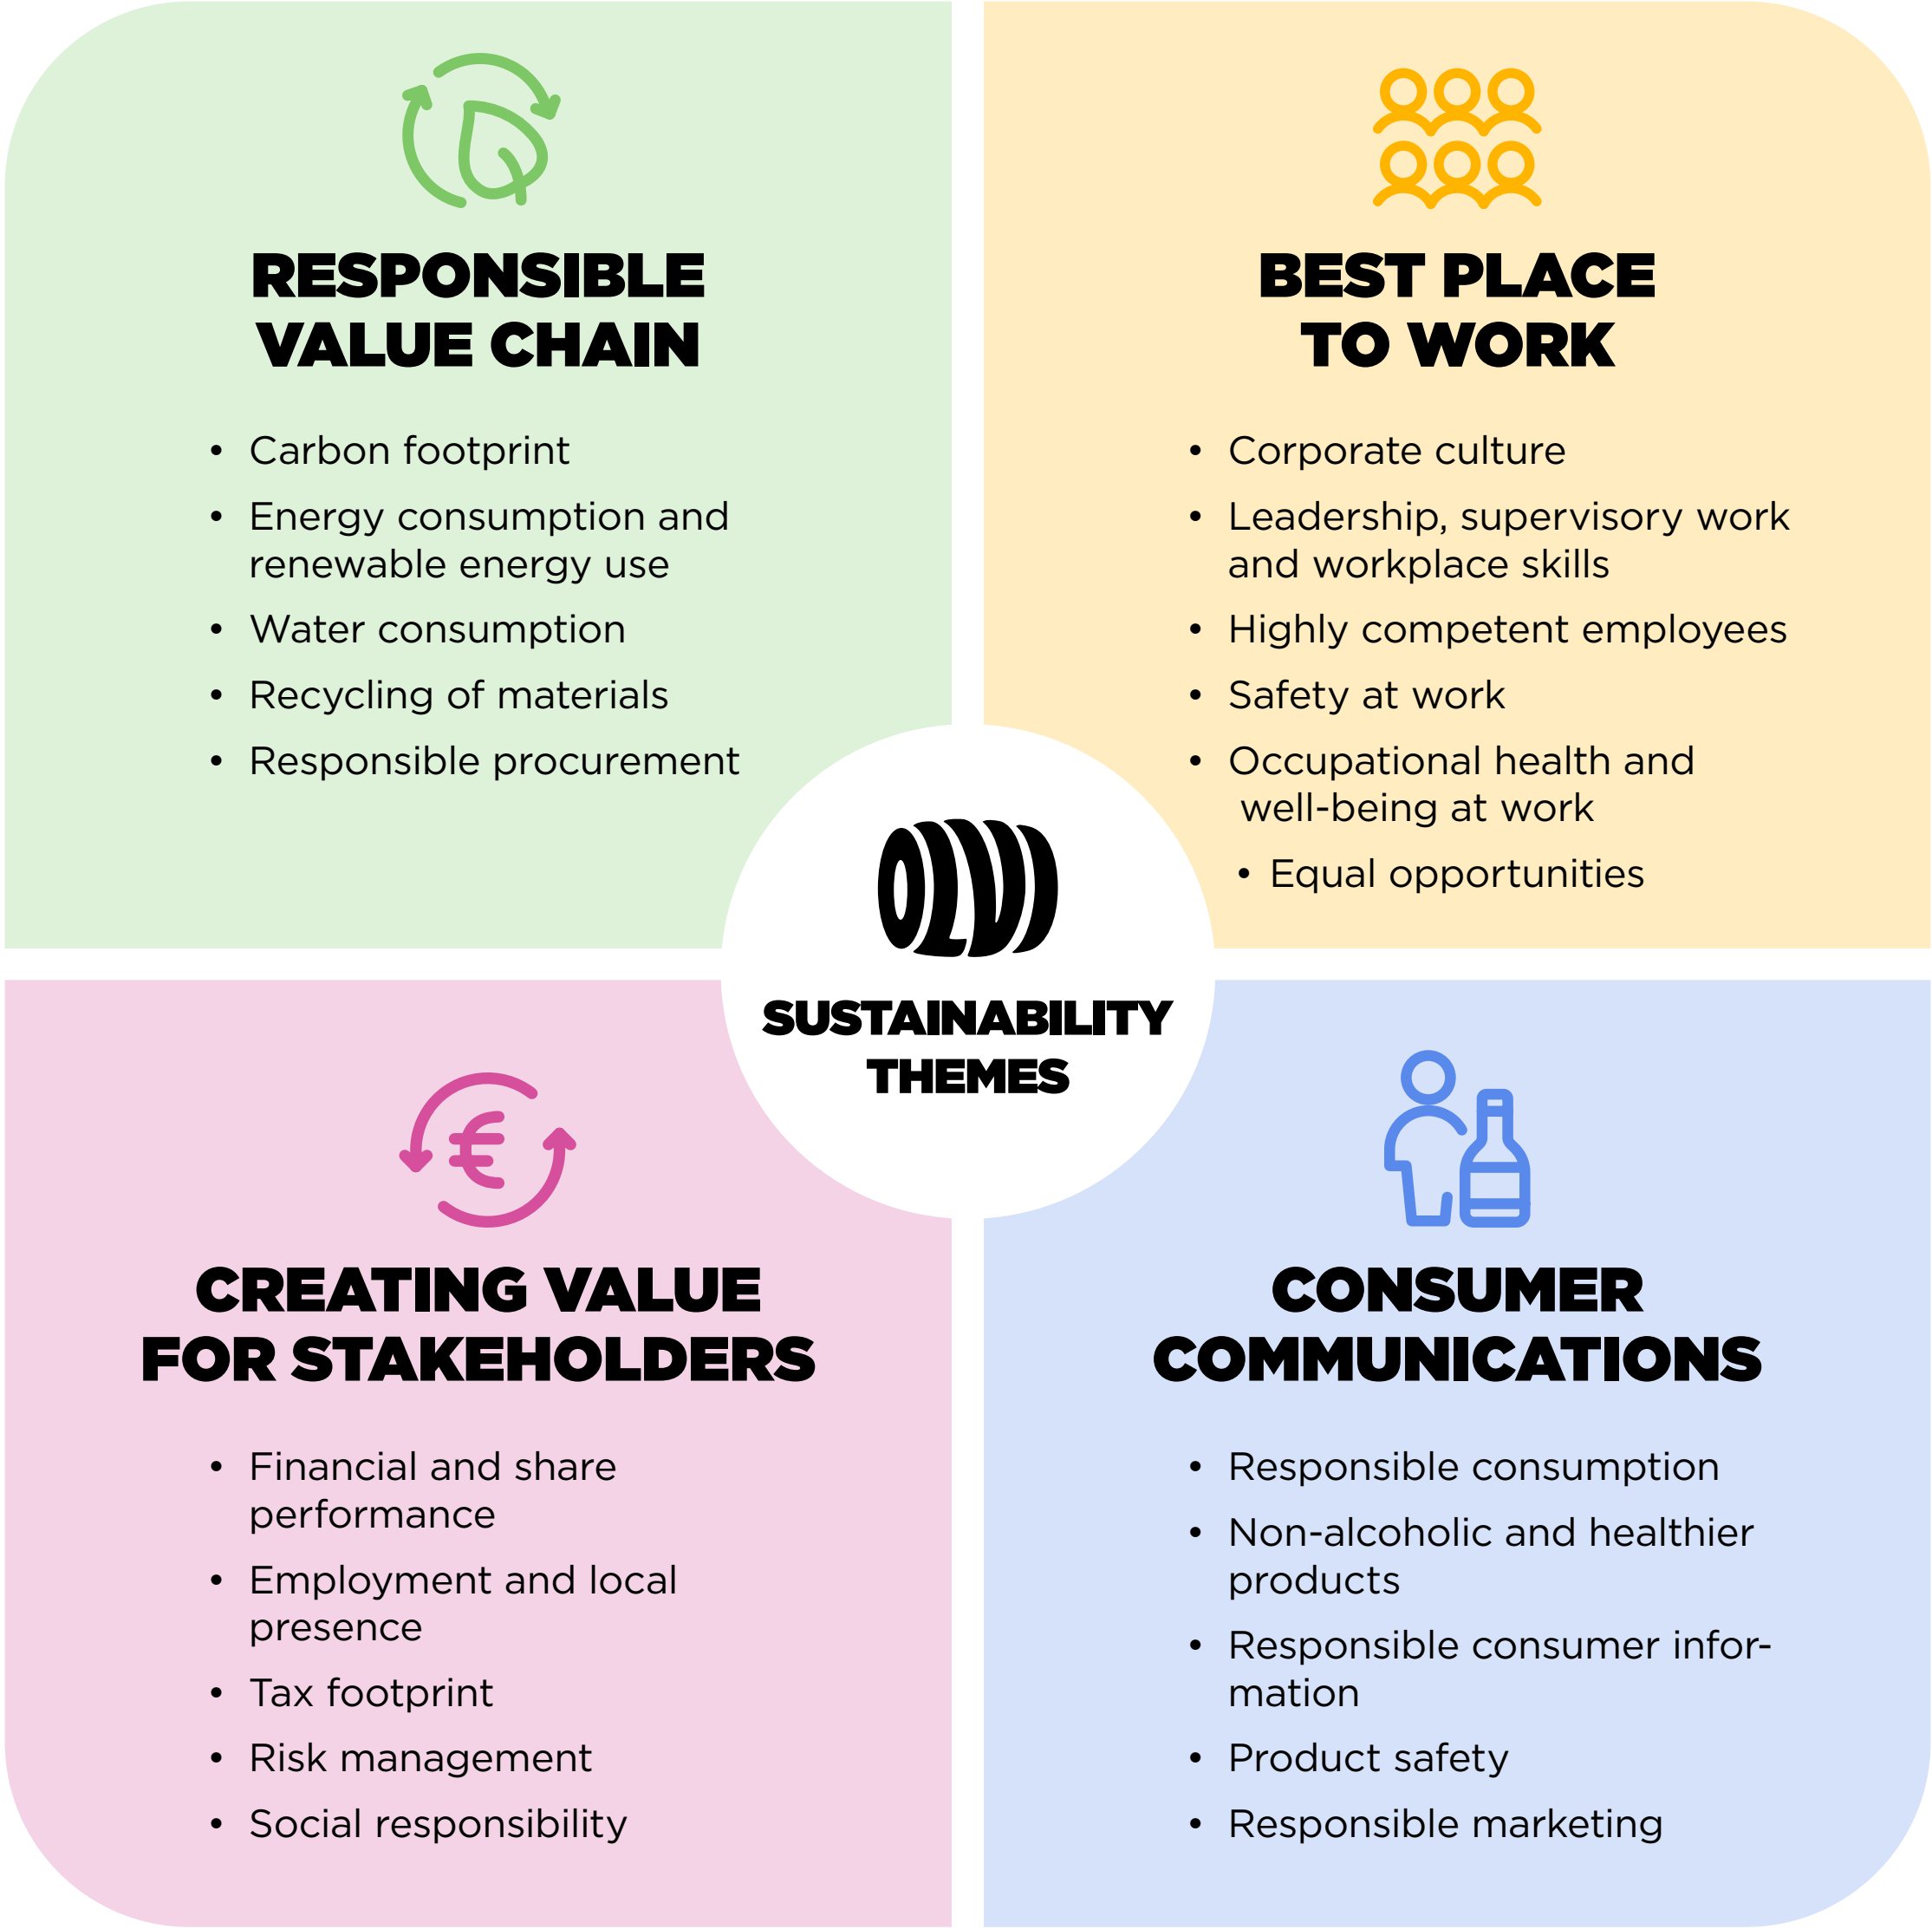 RESPONSIBLE
VALUE CHAIN
• Carbon footprint
• Energy consumption and
renewable energy use
• Water consumption
• Recycling of materials
• Responsible procurement
BEST PLACE
TO WORK
• Corporate culture
• Leadership, supervisory work
and workplace skills
• Highly competent employees
• Safety at work
• Occupational health and
well-being at work
• Equal opportunities
OLVI
SUSTAINABILITY
THEMES
CREATING VALUE
FOR STAKEHOLDERS
• Financial and share
performance
• Employment and local
presence
• Tax footprint
• Risk management
• Social responsibility
CONSUMER
COMMUNICATIONS
• Responsible consumption
• Non-alcoholic and healthier
products
• Responsible consumer infor-
mation
• Product safety
• Responsible marketing